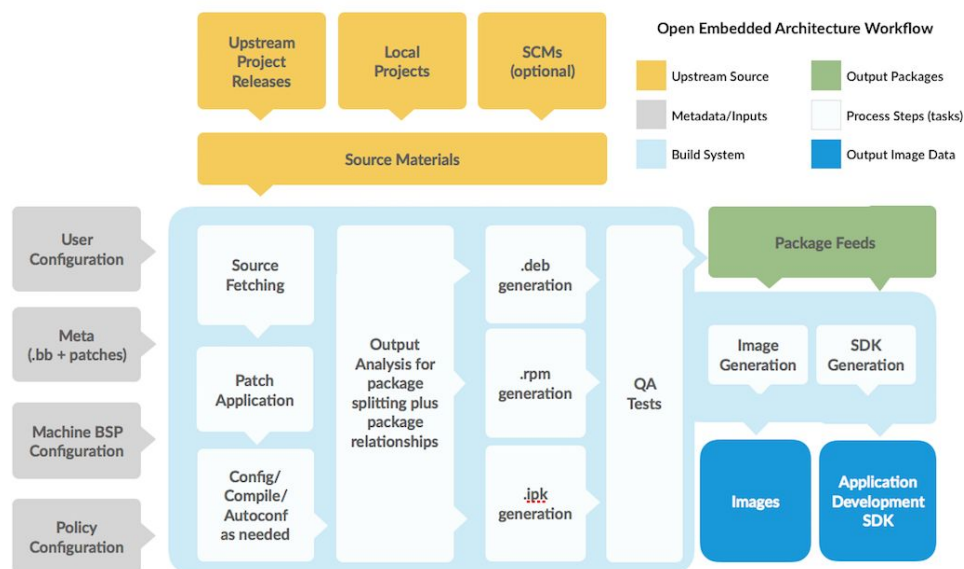 Upstream
Project
Releases
Local
Projects
SCMs
(optional)
Open Embedded Architecture Workflow
Upstream Source
Output Packages
Metadata/Inputs
Process Steps (tasks)
Build System
Output Image Data
Source Materials
User
Configuration
Meta
(.bb + patches)
Machine BSP
Configuration
Policy
Configuration
Source
Fetching
Patch
Application
Config/
Compile/
Autoconf
as needed
Output
Analysis for
package
splitting plus
package
relationships
.deb
generation
.rpm
generation
.ipk
generation
QA
Tests
Package Feeds
Image
Generation
SDK
Generation
Images
Application
Development
SDK